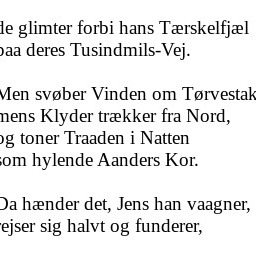 de glimter forbi hans Tærskelfjæl
paa deres Tusindmils-Vej.
Men svøber Vinden om Tørvestak
mens Klyder trækker fra Nord,
og toner Traaden i Natten
som hylende Aanders Kor.
Da hænder det, Jens han vaagner,
rejser sig halvt og funderer,